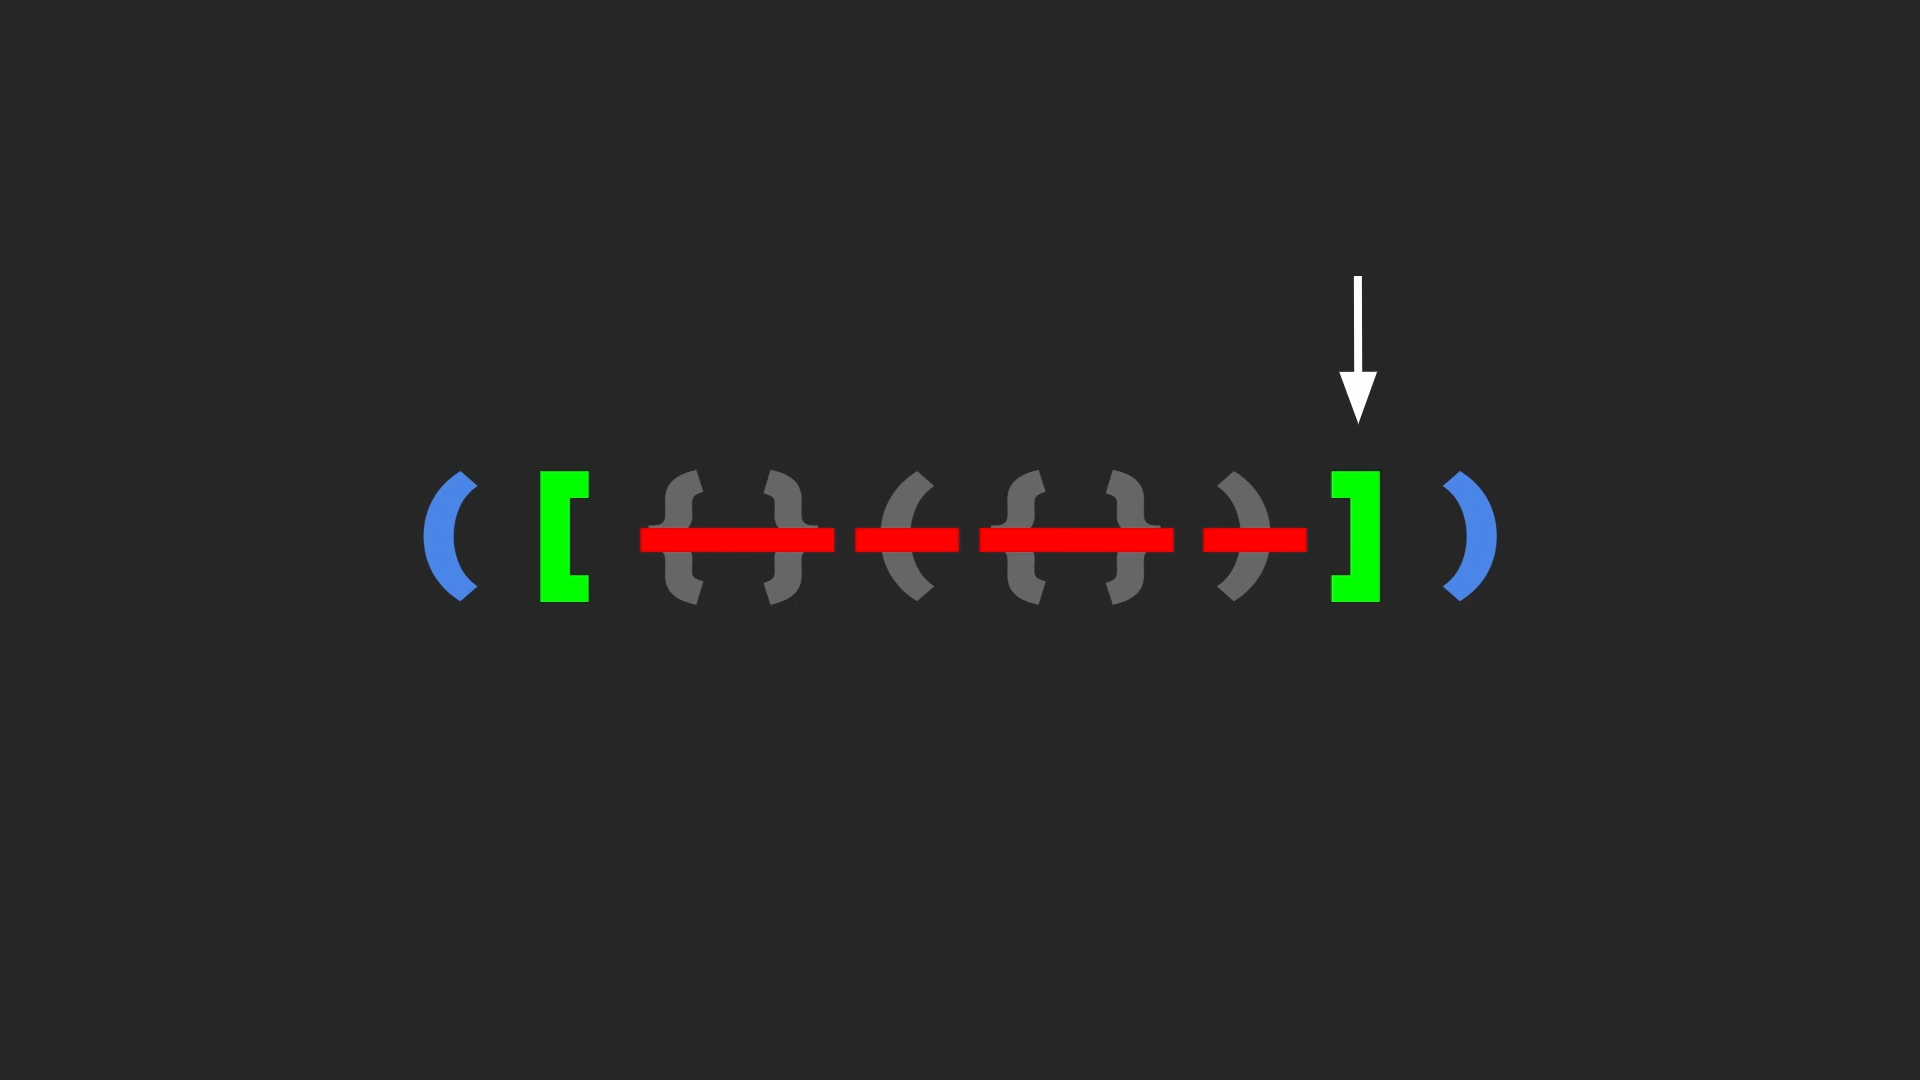 ( [ { } ( { } ) ] )